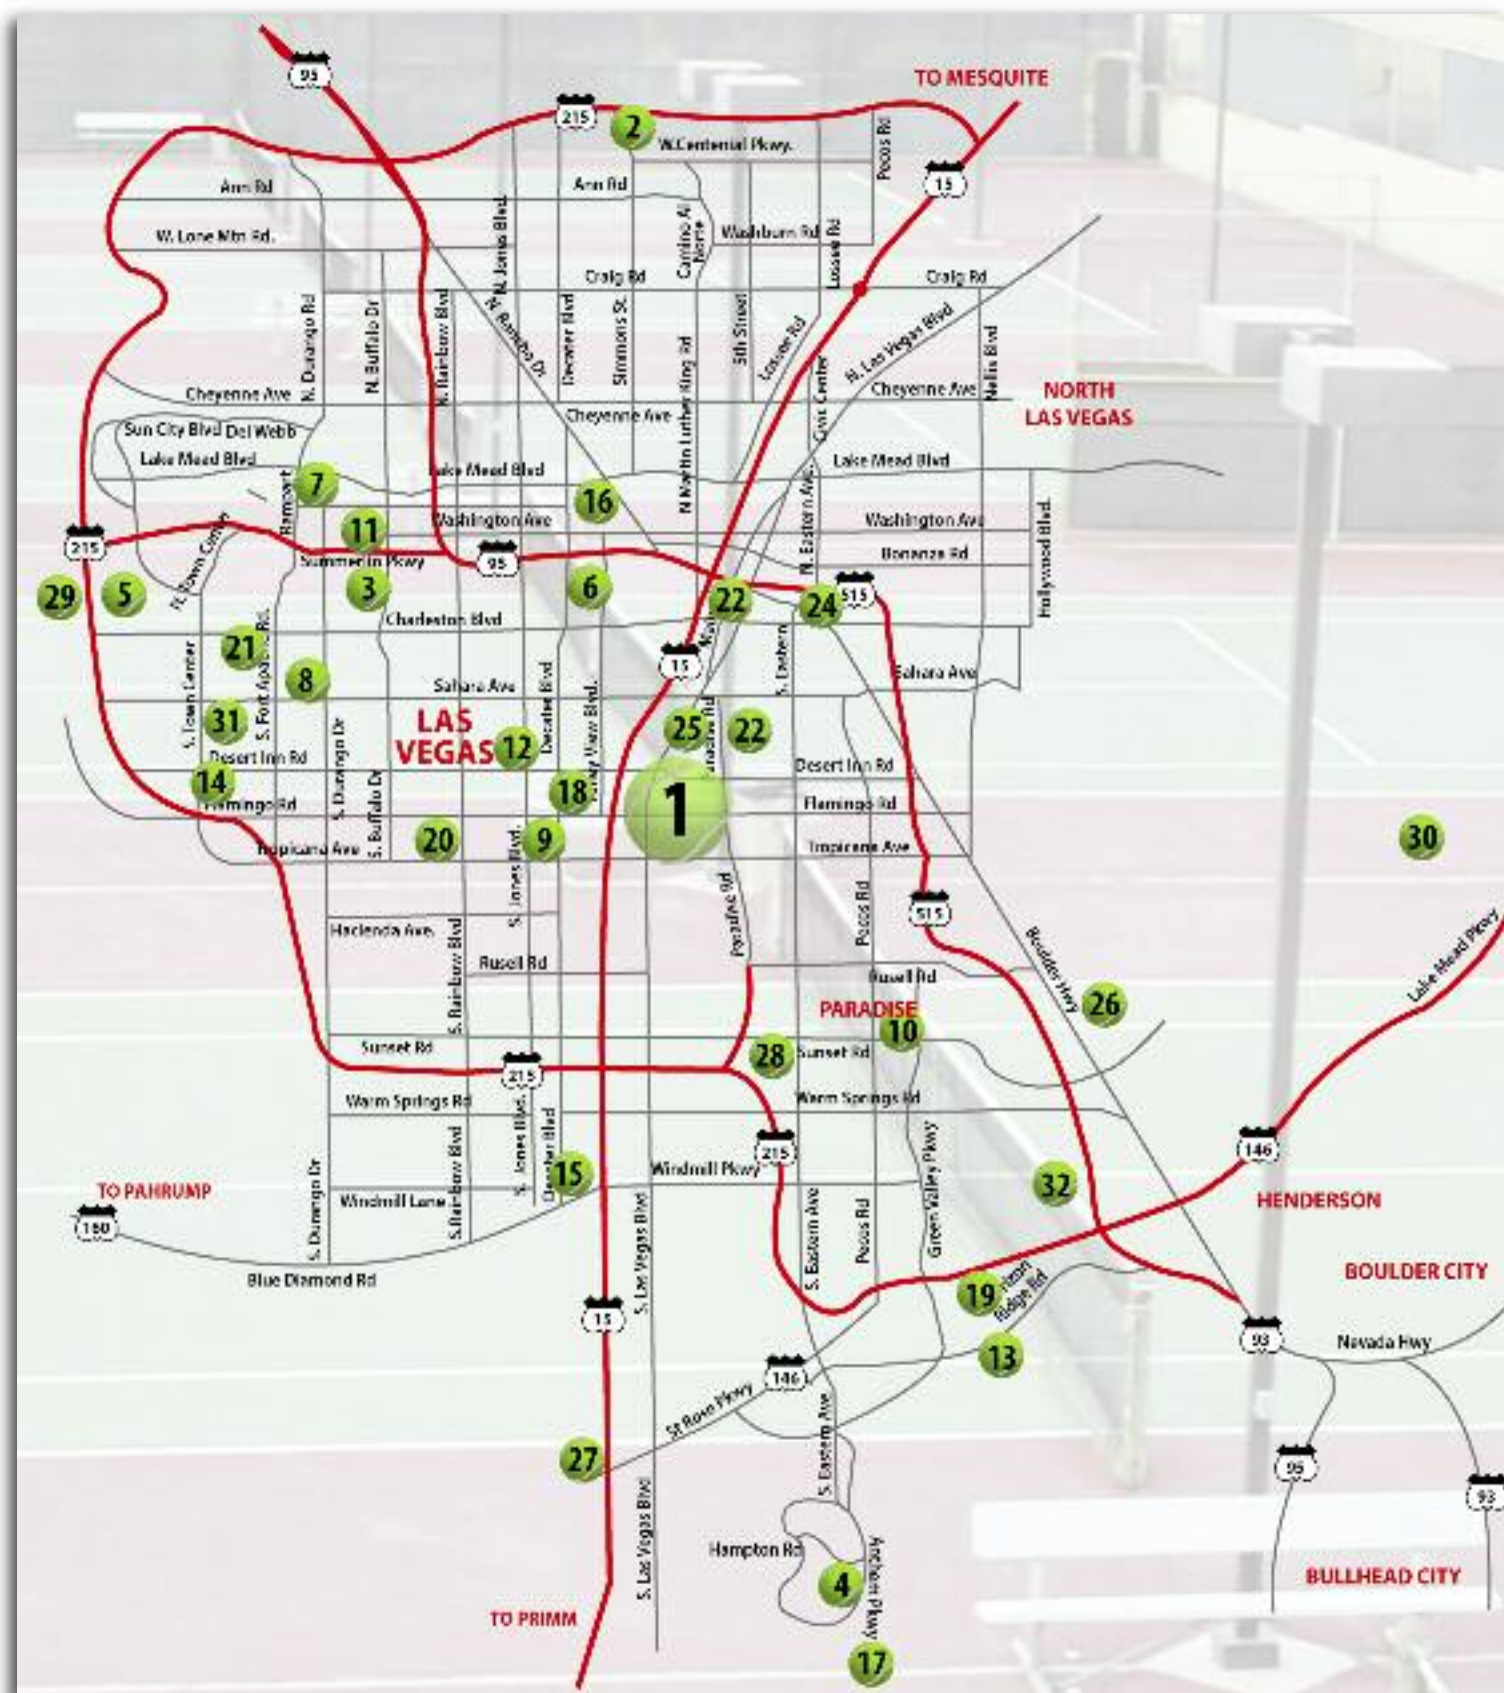 95
TO MESQUITE
215
2
W.Centenial Pkwy.
Pecos Rd
15
Ann Rd
Ann Rd
N. Jones Blvd.
Camino Al
Norte
W. Lone Mtn Rd.
Washburn Rd
Losee Rd
Craig Rd
Craig Rd
N. Durango Rd
N. Buffalo Dr
N. Rainbow Blvd
Decater Blvd
Simmons St.
5th Street
Losee Rd
N. Las Vegas Blvd
Nellis Blvd
N Martin Luther King Rd
Civic Center
Cheyenne Ave
Cheyenne Ave
Cheyenne Ave
NORTH
LAS VEGAS
Sun City Blvd
Del Webb
Lake Mead Blvd
Lake Mead Blvd
Lake Mead Blvd
7
Rampart
16
11
Washington Ave
Washington Ave
N. Eastern Ave.
Hollywood Blvd.
215
Summerlin Pkwy
95
Bonanza Rd
29
5
3
6
22
24
515
Charleston Blvd
21
8
S. Town Center
15
S. Eastern
Sahara Ave
Sahara Ave
Decater Blvd
31
LAS
VEGAS
12
25
22
Desert Inn Rd
Desert Inn Rd
S. Durango Dr
S. Buffalo Dr
14
18
1
Flamingo Rd
20
9
Tropicana Ave
30
S. Jones Blvd.
Paradise Rd
Pecos Rd
515
Hacienda Ave.
S. Rainbow Blvd
Rusell Rd
Rusell Rd
Boulder Hwy
26
Lake Mead Pkwy
PARADISE
10
Sunset Rd
28
Sunset Rd
215
Warm Springs Rd
Warm Springs Rd
S. Jones Blvd.
S.Rainbow Blvd
Green Valley Pkwy
215
146
15
Windmill Pkwy
32
TO PAHRUMP
160
Windmill Lane
S. Durango Dr
S. Las Vegas Blvd
S. Eastern Ave
Pecos Rd
HENDERSON
Blue Diamond Rd
BOULDER CITY
19
Ridge Rd
15
13
93
Nevada Hwy
146
St Rose Pkwy
S. Eastern Ave
27
95
93
S. Las Vegas Blvd
Hampton Rd
4
Anthem Pkwy
BULLHEAD CITY
TO PRIMM
17